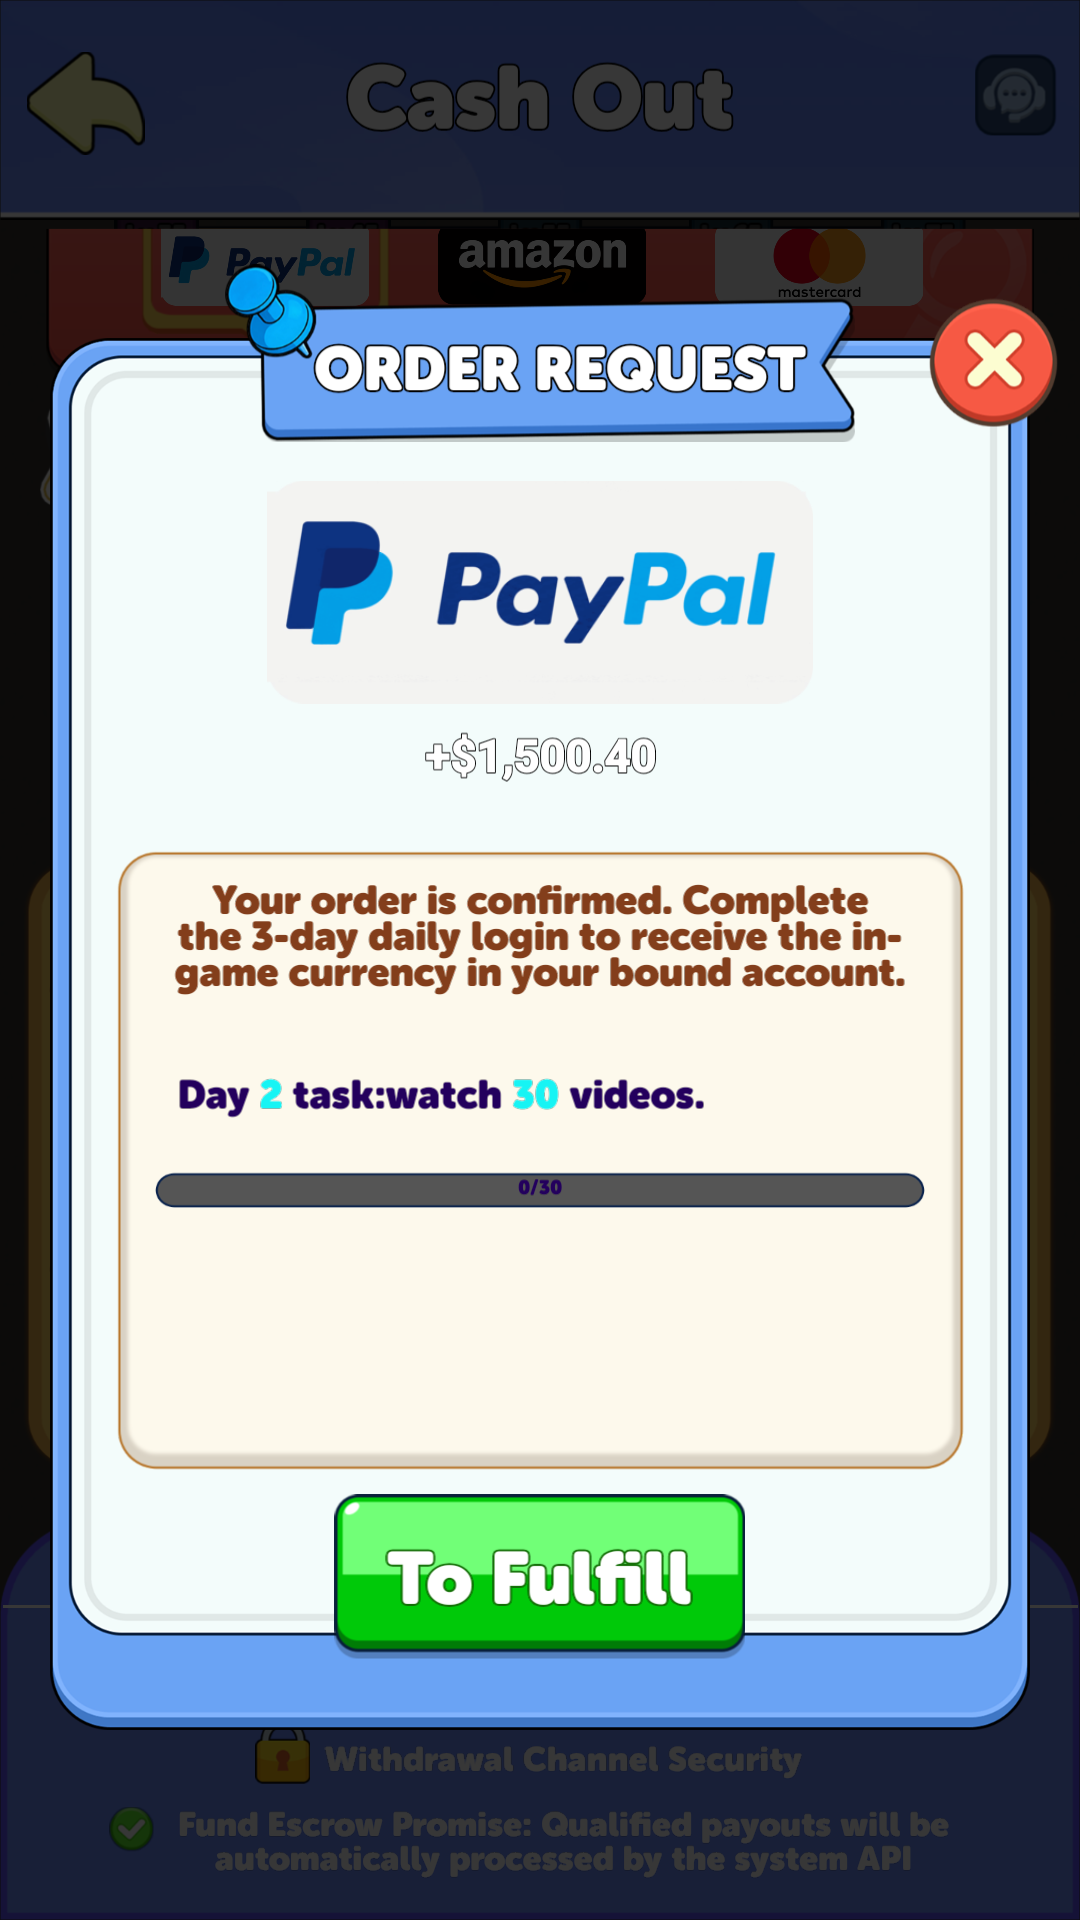 Cash Out
PayPal
amazon
mastercard
ORDER REQUEST
PayPal
+$1,500.40
Your order is confirmed. Complete
the 3-day daily login to receive the in-
game currency in your bound account.
Day 2 task:watch 30 videos.
0/30
To Fulfill
Withdrawal Channel Security
Fund Escrow Promise: Qualified payouts will be
automatically processed by the system API